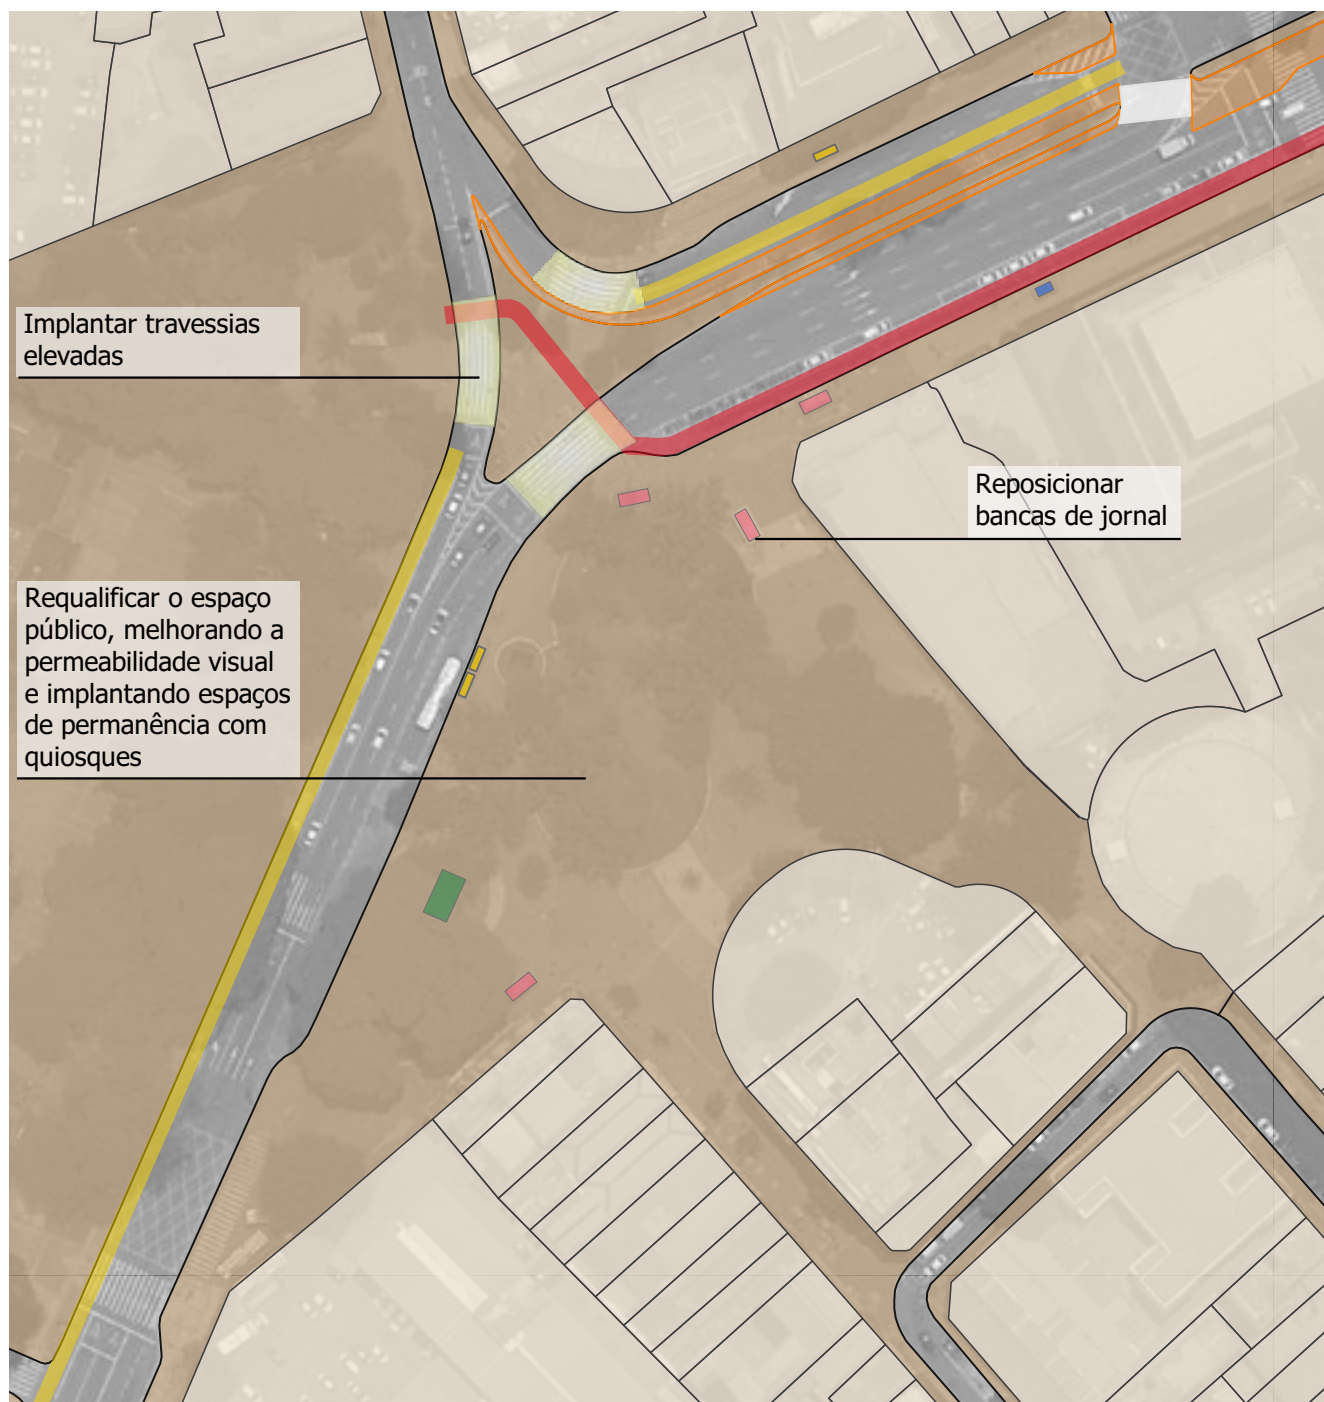 Implantar travessias
elevadas
Reposicionar
bancas de jornal
Requalificar o espaço
público, melhorando a
permeabilidade visual
e implantando espaços
de permanência com
quiosques